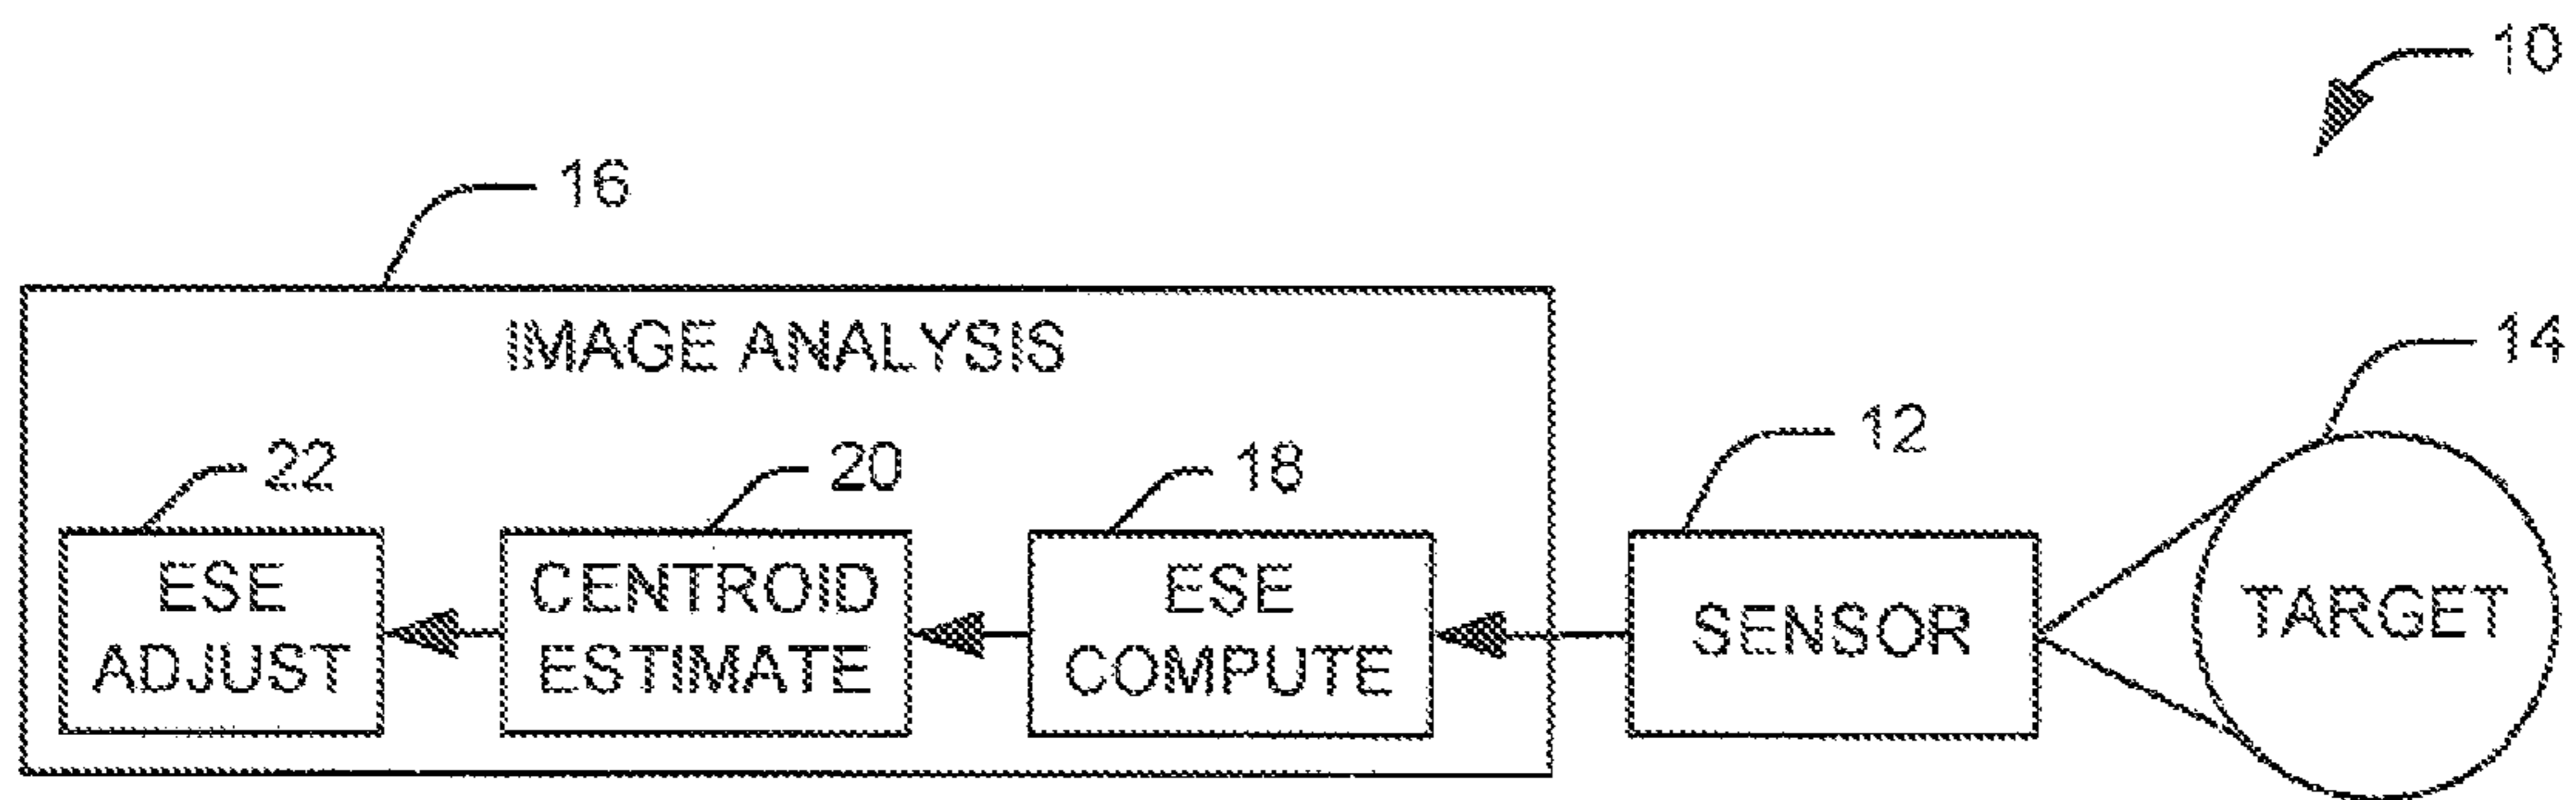 10
16
IMAGE ANALYSIS
14
12
22
20
18
ESE
ADJUST
CENTROID
ESTIMATE
ESE
COMPUTE
SENSOR
TARGET